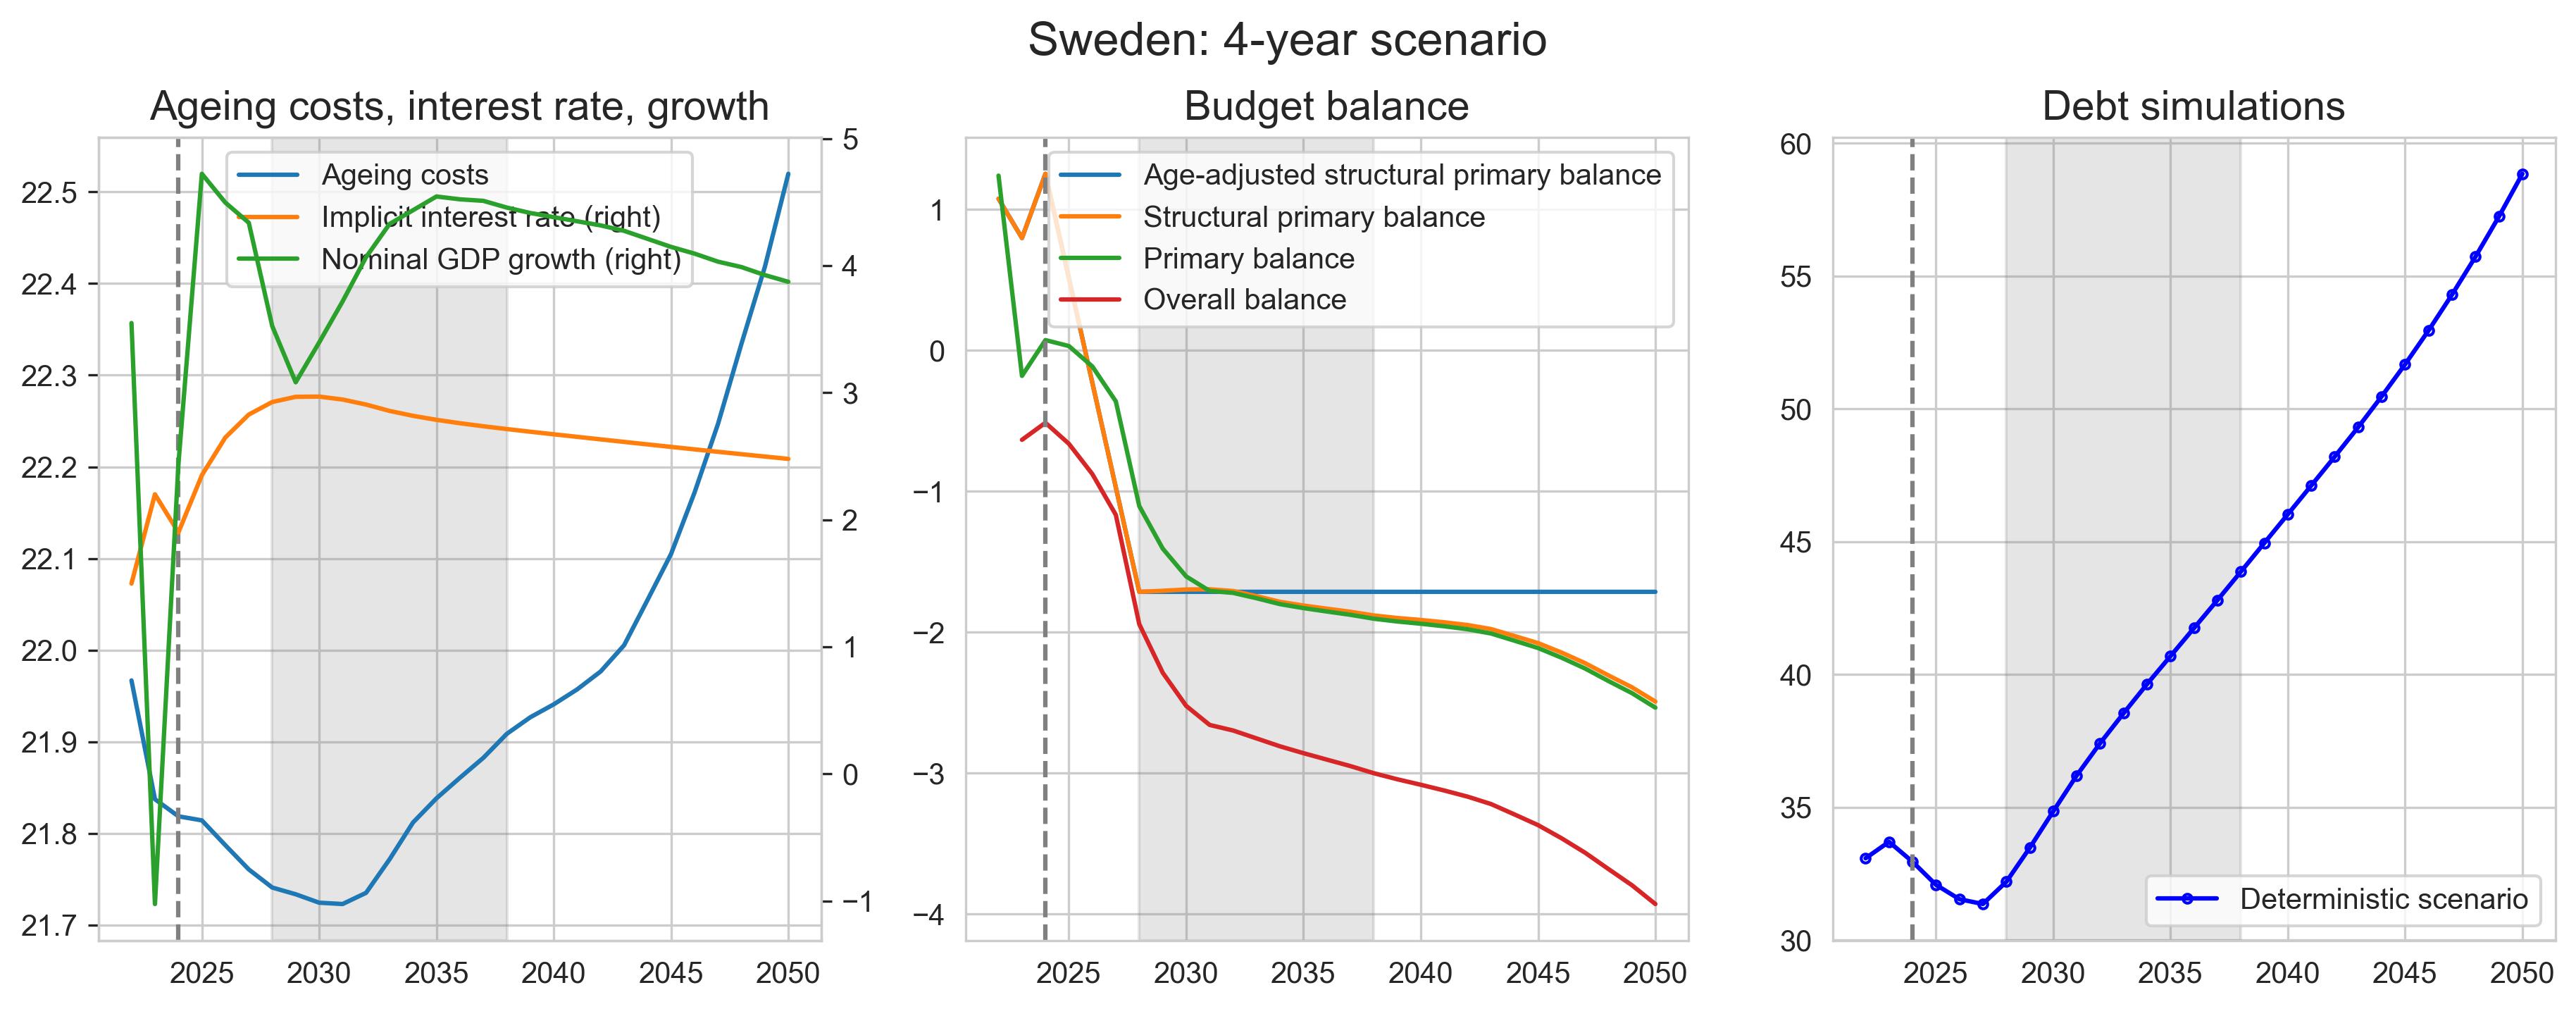 Sweden: 4-year scenario
Ageing costs, interest rate, growth
Ageing costs
Implicit interest rate (right)
Nominal GDP growth (right)
22.5
22.4
22.3
22.2
22.1
22.0
21.9
21.8
21.7
5
4
3
2
1
0
−1
2025 2030 2035 2040 2045 2050
Budget balance
Age-adjusted structural primary balance
Structural primary balance
Primary balance
Overall balance
1
0
−1
−2
−3
−4
2025 2030 2035 2040 2045 2050
Debt simulations
60
55
50
45
40
35
30
Deterministic scenario
2025 2030 2035 2040 2045 2050